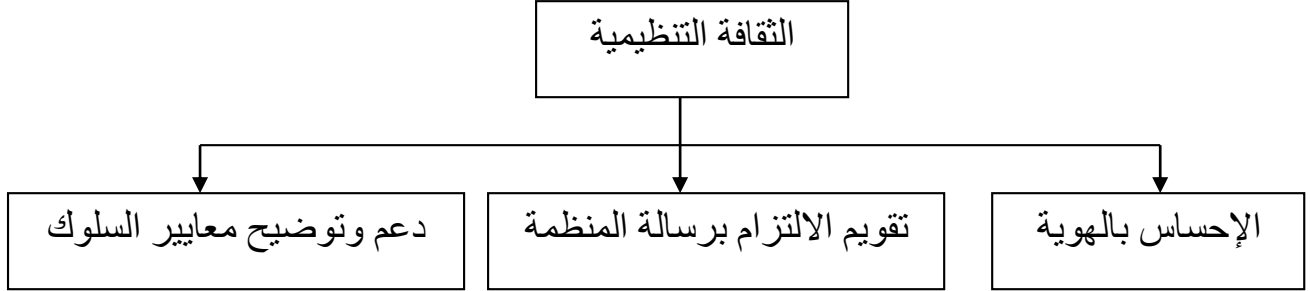 الثقافة التنظيمية
الإحساس بالهوية
تقويم الالتزام برسالة المنظمة
دعم وتوضيح معايير السلوك